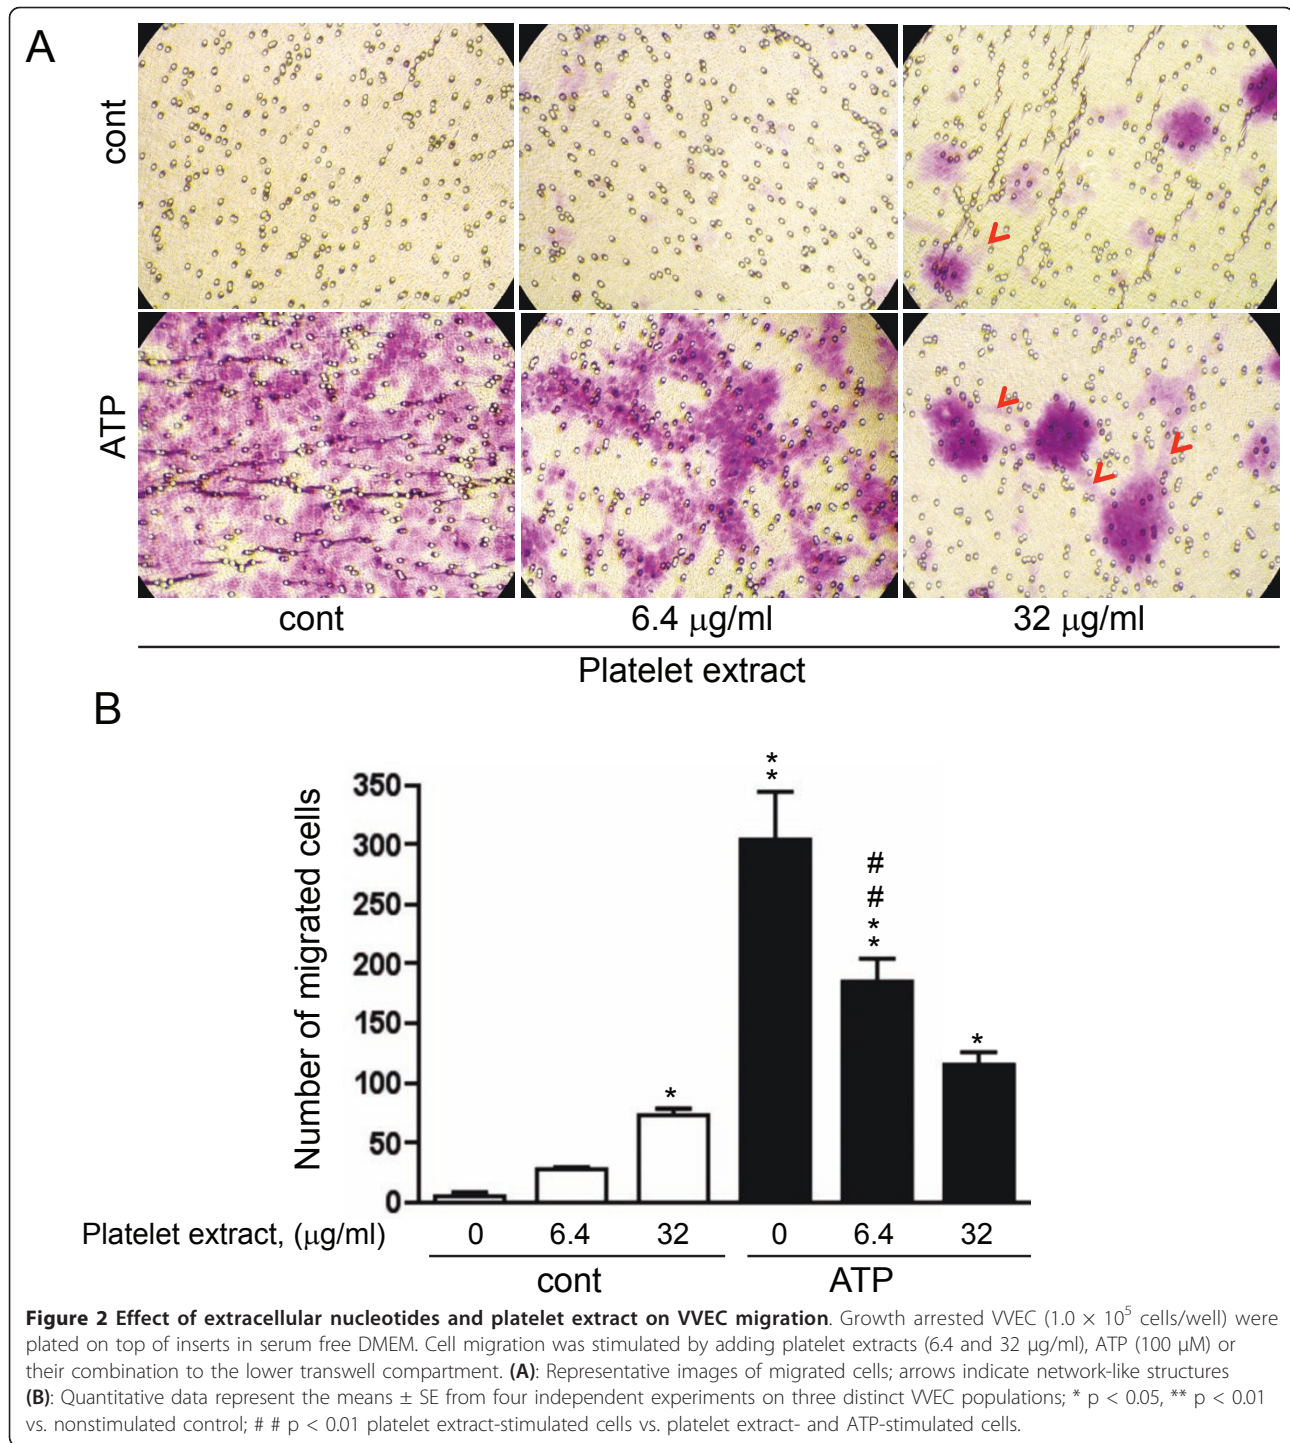 A
cont
ATP
cont 6.4 μg/ml 32 μg/ml
Platelet extract
B
Number of migrated cells
350
300
250
200
150
100
50
0
*
*
*
#
#
*
*
*
Platelet extract, (μg/ml) 0 6.4 32 0 6.4 32
cont ATP
Figure 2 Effect of extracellular nucleotides and platelet extract on VVEC migration. Growth arrested VVEC (1.0 × 10⁵ cells/well) were
plated on top of inserts in serum free DMEM. Cell migration was stimulated by adding platelet extracts (6.4 and 32 μg/ml), ATP (100 μM) or
their combination to the lower transwell compartment. (A): Representative images of migrated cells; arrows indicate network-like structures
(B): Quantitative data represent the means ± SE from four independent experiments on three distinct VVEC populations; * p < 0.05, ** p < 0.01
vs. nonstimulated control; # # p < 0.01 platelet extract-stimulated cells vs. platelet extract- and ATP-stimulated cells.